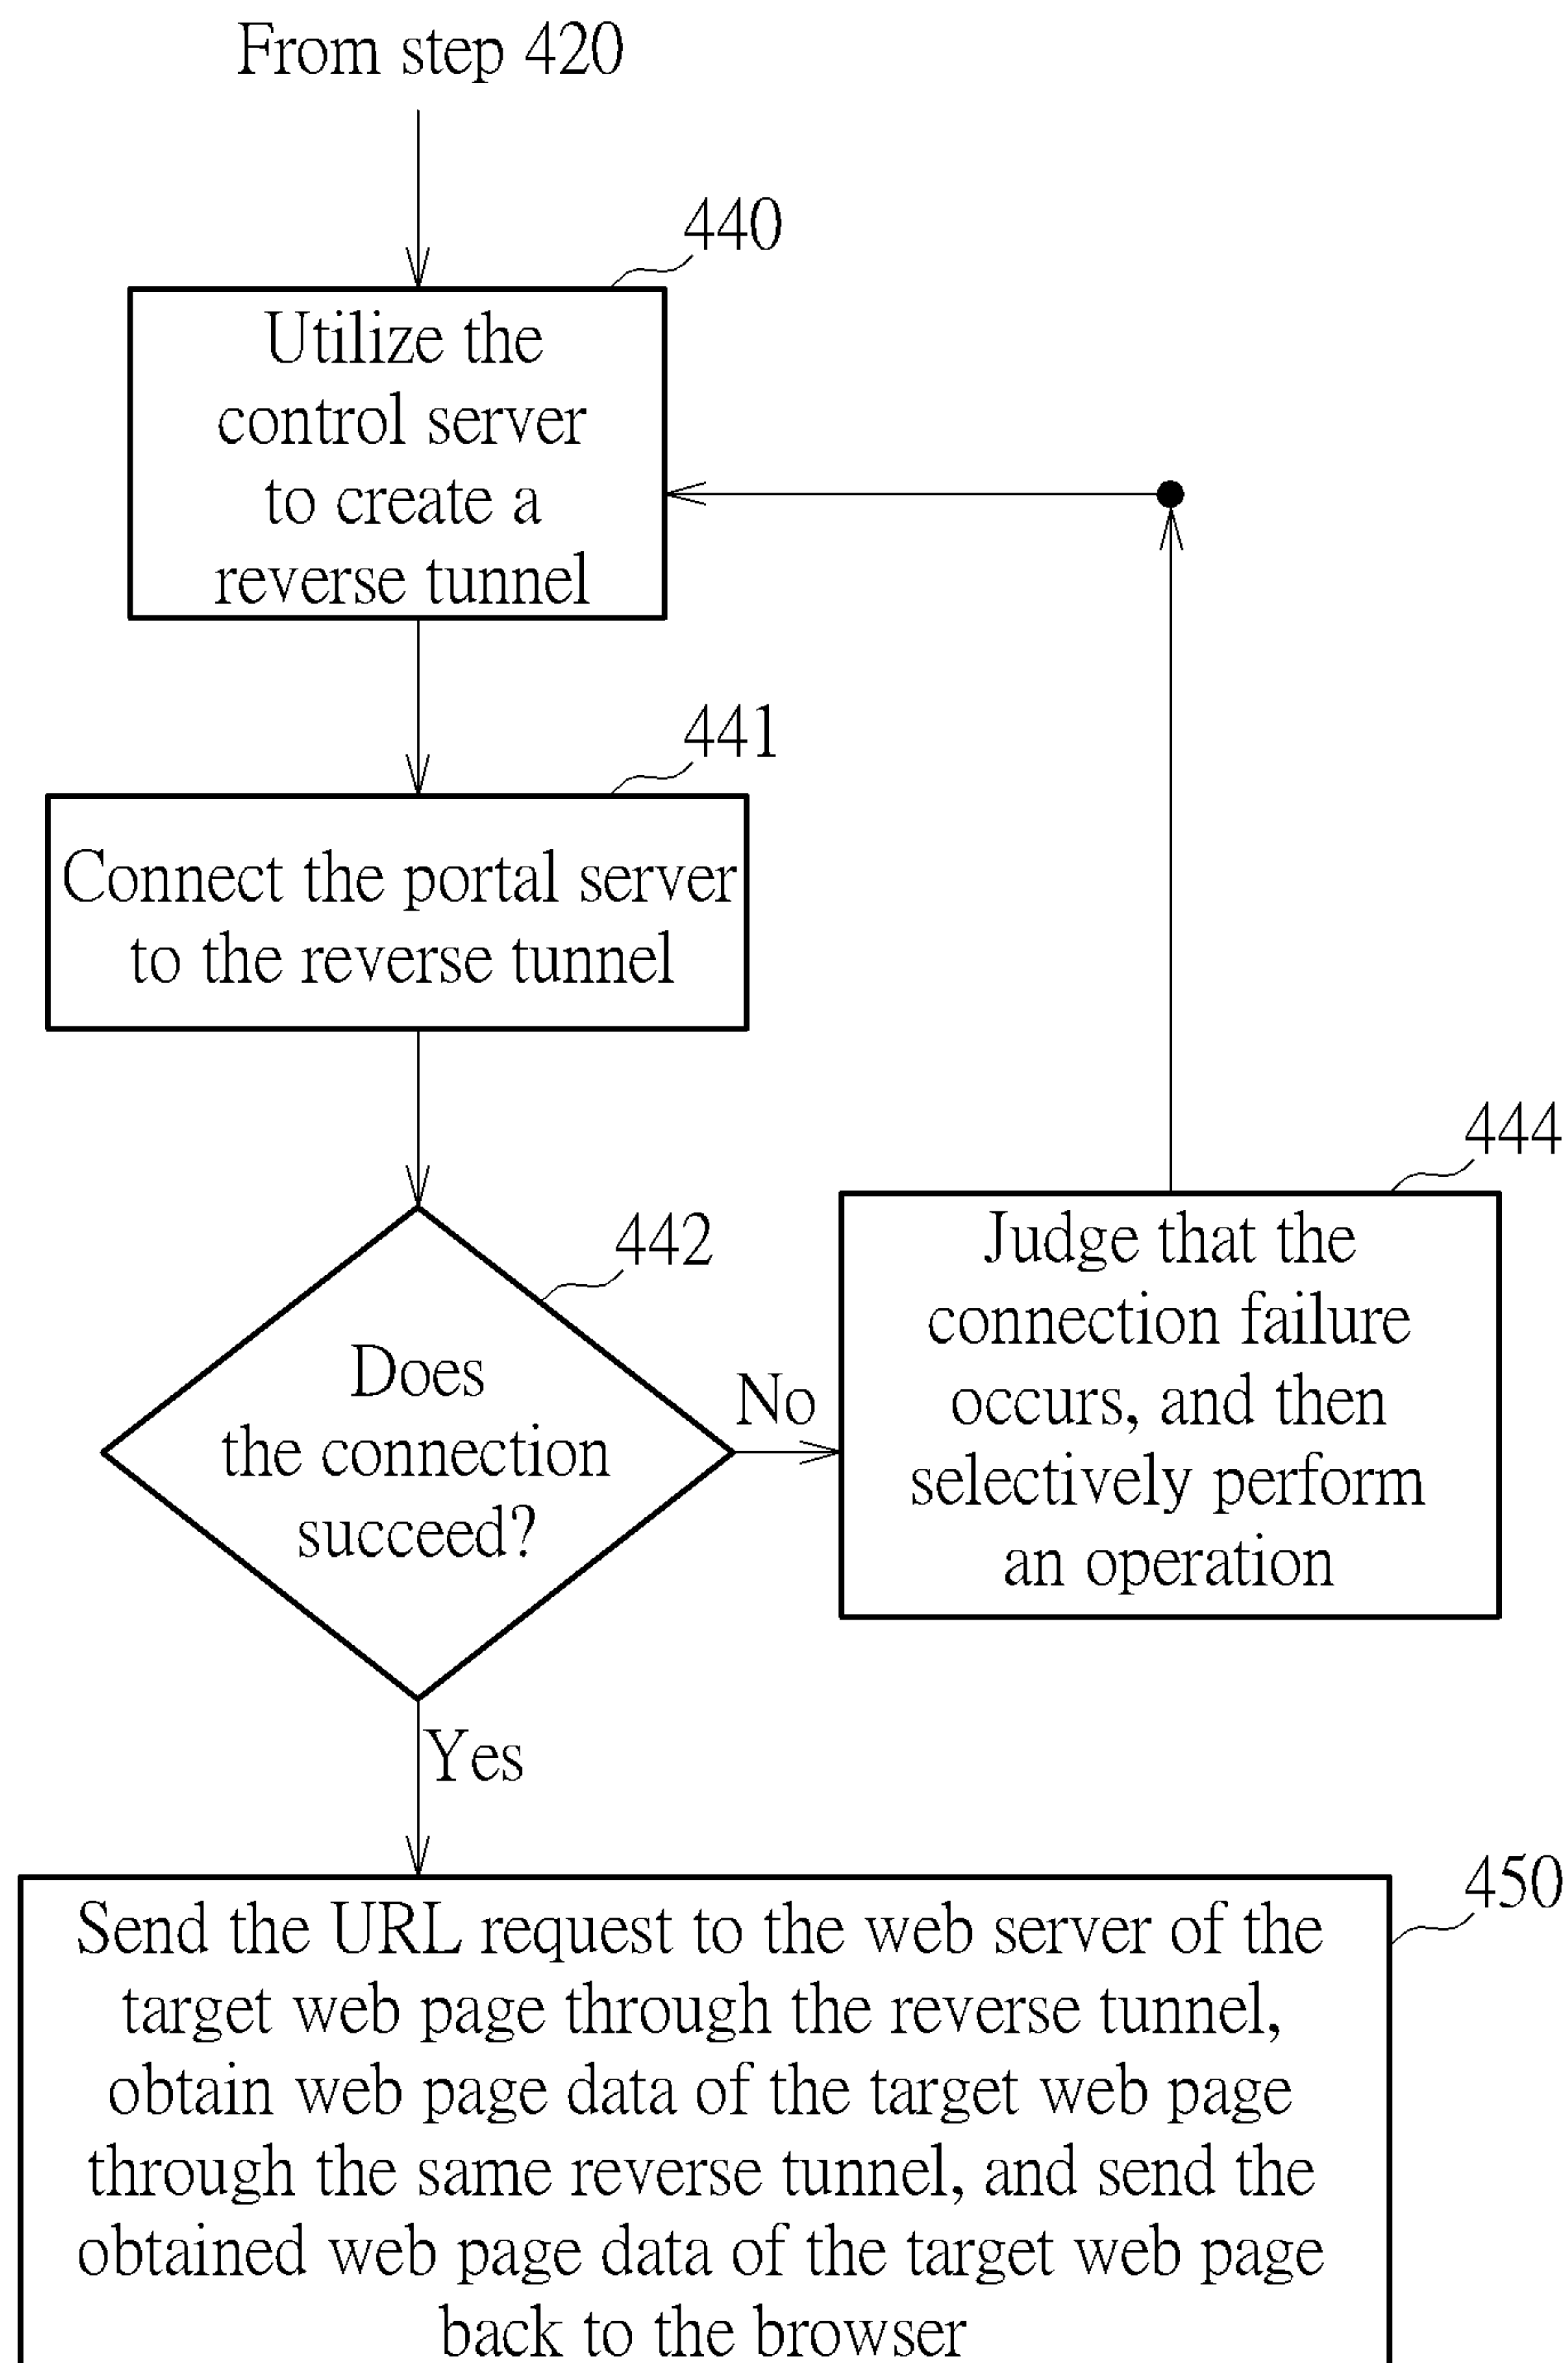 From step 420
440
Utilize the
control server
to create a
reverse tunnel
441
Connect the portal server
to the reverse tunnel
442
Does
the connection
succeed?
No
444
Judge that the
connection failure
occurs, and then
selectively perform
an operation
Yes
450
Send the URL request to the web server of the
target web page through the reverse tunnel,
obtain web page data of the target web page
through the same reverse tunnel, and send the
obtained web page data of the target web page
back to the browser